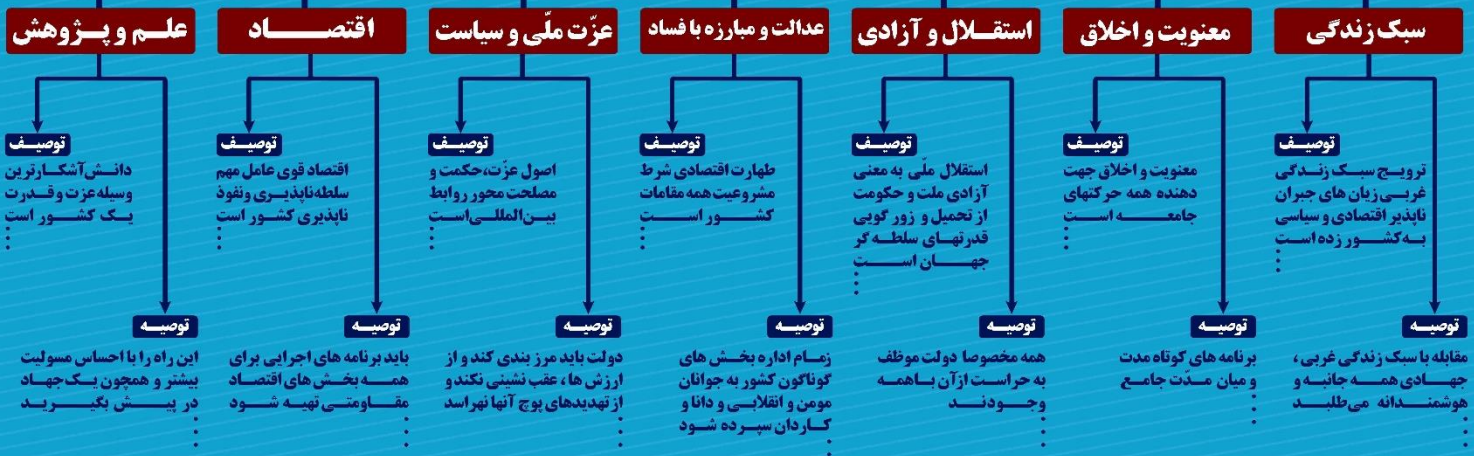 سبک زندگی
توصیف
ترویج سبک زندگی
غربی زیان های جبران
ناپذیر اقتصادی و سیاسی
به کشور زده است
توصیه
مقابله با سبک زندگی غربی،
جهادی همه جانبه و
هوشمندانه می‌طلبد
معنویت و اخلاق
توصیف
معنویت و اخلاق جهت
دهنده همه حرکتهای
جامعه است
توصیه
برنامه های کوتاه مدت
و میان مدّت جامع
استقلال و آزادی
توصیف
استقلال ملّی به معنی
آزادی ملت و حکومت
از تحمیل و زور گویی
قدرتهای سلطه گر
جهان است
توصیه
همه مخصوصا دولت موظف
به حراست ازآن باهمه
وجودند
عدالت و مبارزه با فساد
توصیف
طهارت اقتصادی شرط
مشروعیت همه مقامات
کشور است
توصیه
زمام اداره بخش های
گوناگون کشور به جوانان
مومن و انقلابی و دانا و
کاردان سپرده شود
عزّت ملّی و سیاست
توصیف
اصول عزّت،حکمت و
مصلحت محور روابط
بین‌المللی‌است
توصیه
دولت باید مرز بندی کند و از
ارزش ها، عقب نشینی نکند و
از تهدیدهای پوچ آنها نهراسد
اقتصاد
توصیف
اقتصاد قوی عامل مهم
سلطه ناپذیری ونفوذ
ناپذیری کشور است
توصیه
باید برنامه های اجرایی برای
همه بخش های اقتصاد
مقاومتی تهیه شود
علم و پژوهش
توصیف
دانش آشکارترین
وسیله عزت و قدرت
یک کشور است
توصیه
این راه را با احساس مسولیت
بیشتر و همچون یک جهاد
در پیش بگیرید